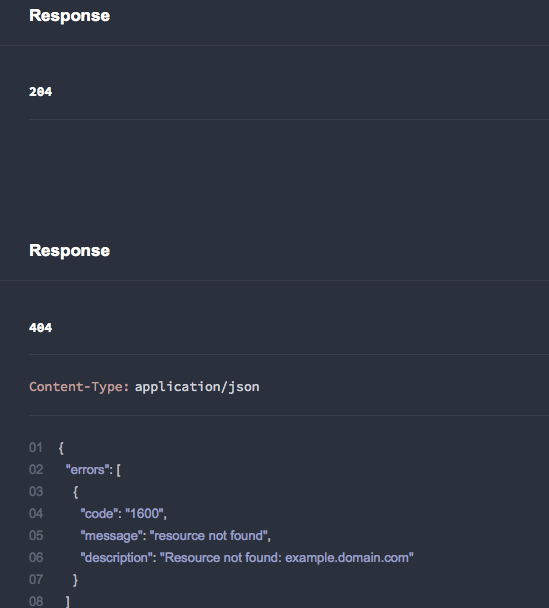 Response
204
Response
404
Content-Type: application/json
01 {
02 "errors": [
03 {
04 "code": "1600",
05 "message": "resource not found",
06 "description": "Resource not found: example.domain.com"
07 }
08 ]